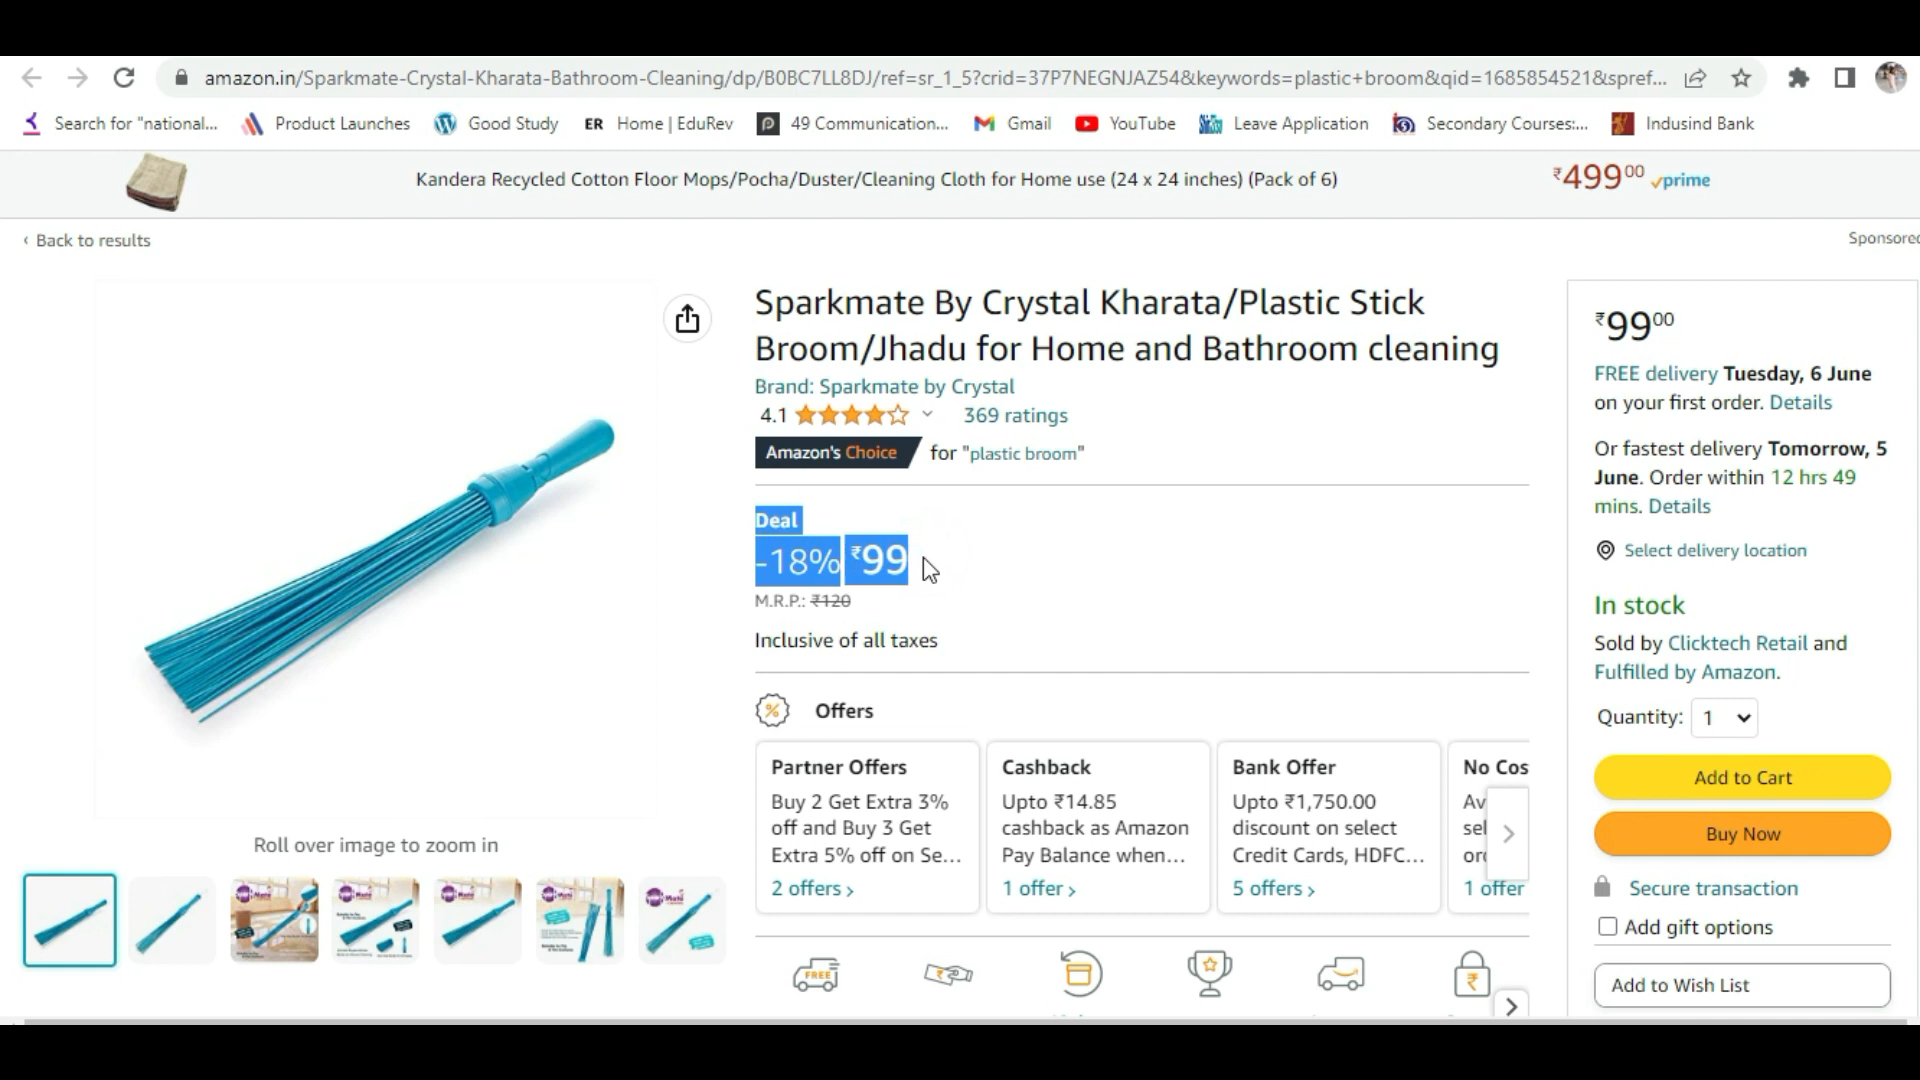 amazon.in/Sparkmate-Crystal-Kharata-Bathroom-Cleaning/dp/B0BC7LL8DJ/ref=sr_1_5?crid=37P7NEGNJAZ54&keywords=plastic+broom&qid=1685854521&spref...
Search for "national...
Product Launches
Good Study
ER Home | EduRev
49 Communication...
Gmail
YouTube
Leave Application
Secondary Courses:...
Indusind Bank
Kandera Recycled Cotton Floor Mops/Pocha/Duster/Cleaning Cloth for Home use (24 x 24 inches) (Pack of 6)
₹49900 prime
‹ Back to results
Sponsored
Sparkmate By Crystal Kharata/Plastic Stick
Broom/Jhadu for Home and Bathroom cleaning
Brand: Sparkmate by Crystal
4.1 369 ratings
Amazon's Choice for "plastic broom"
Deal
-18% ₹99
M.R.P.: ₹120
Inclusive of all taxes
Offers
Partner Offers
Buy 2 Get Extra 3%
off and Buy 3 Get
Extra 5% off on Se...
2 offers ›
Cashback
Upto ₹14.85
cashback as Amazon
Pay Balance when...
1 offer ›
Bank Offer
Upto ₹1,750.00
discount on select
Credit Cards, HDFC...
5 offers ›
No Cos
Av
sel
ord
1 offer
FREE
Roll over image to zoom in
₹9900
FREE delivery Tuesday, 6 June
on your first order. Details
Or fastest delivery Tomorrow, 5
June. Order within 12 hrs 49
mins. Details
Select delivery location
In stock
Sold by Clicktech Retail and
Fulfilled by Amazon.
Quantity: 1
Add to Cart
Buy Now
Secure transaction
Add gift options
Add to Wish List